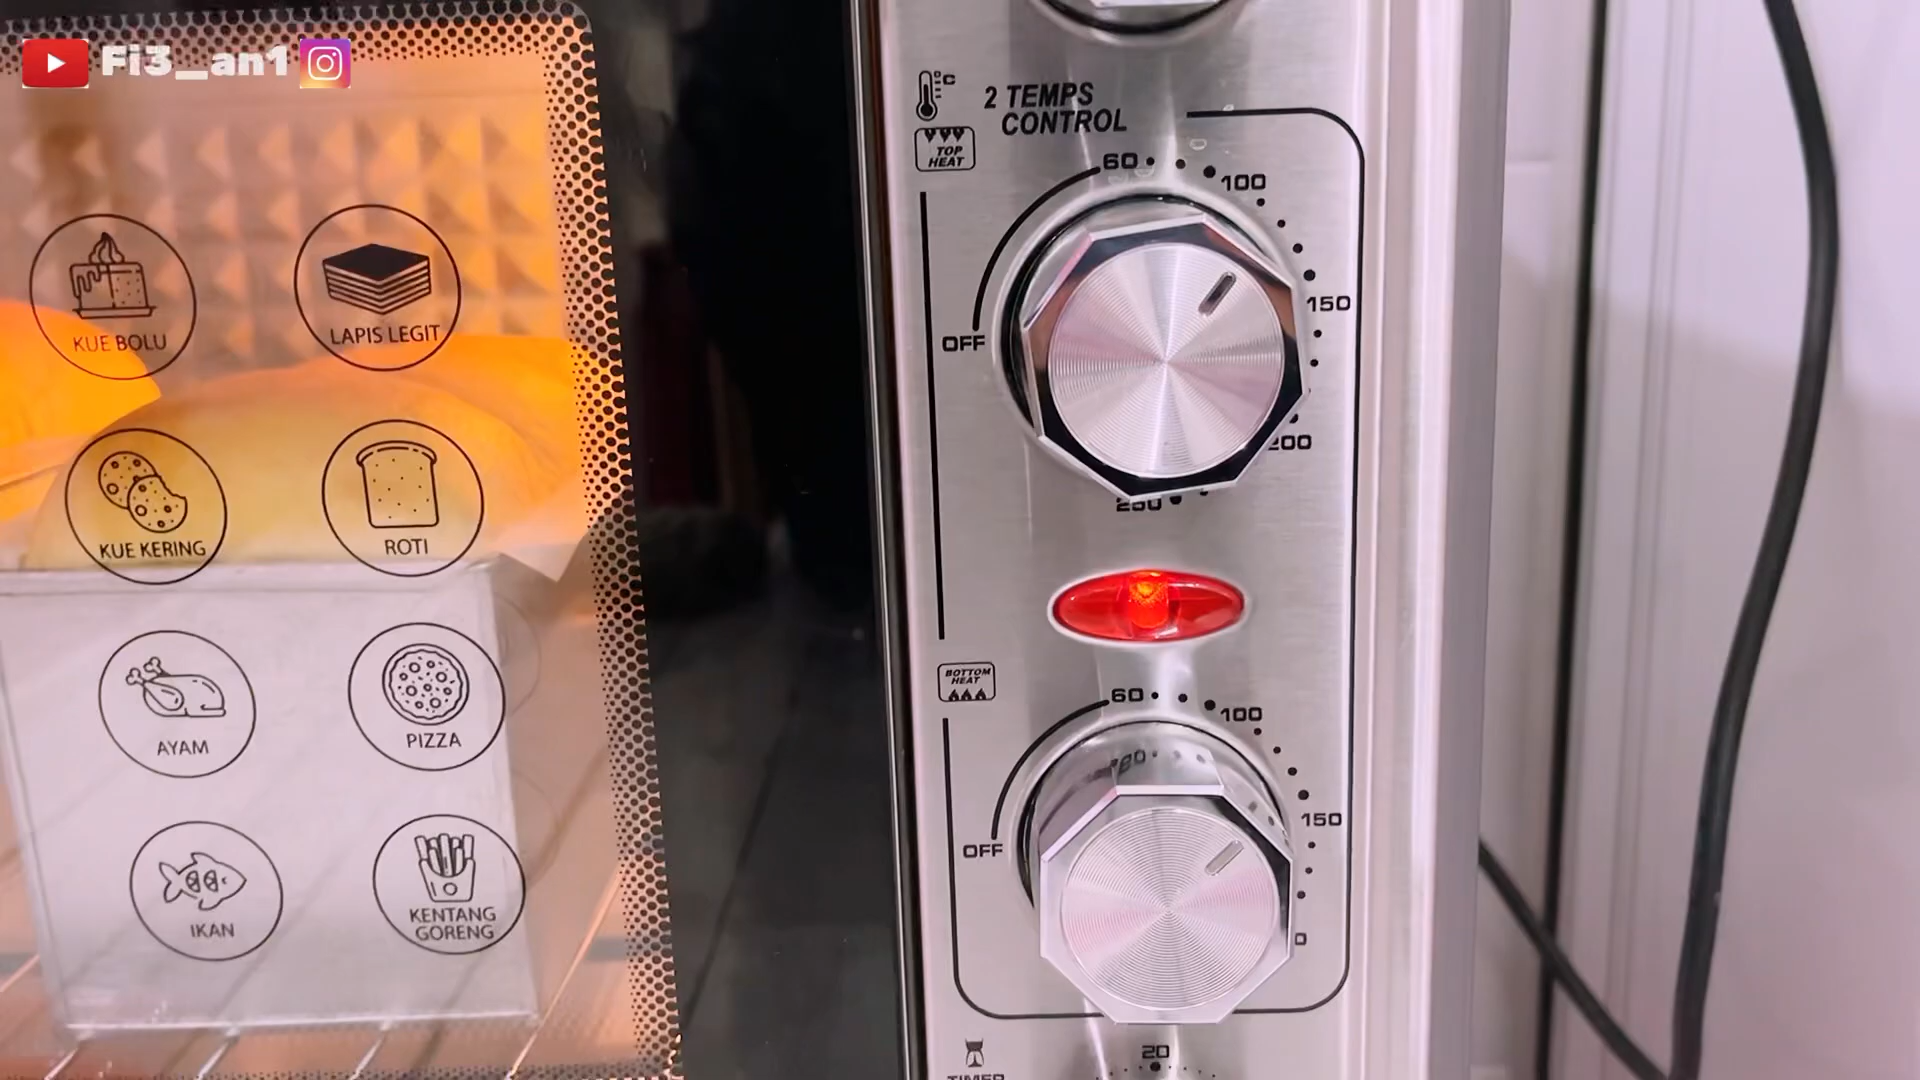 Fi3_an1
°C
2 TEMPS
CONTROL
TOP
HEAT
60
100
150
200
250
OFF
KUE BOLU
LAPIS LEGIT
KUE KERING
ROTI
BOTTOM
HEAT
60
100
150
OFF
AYAM
PIZZA
IKAN
KENTANG
GORENG
20
TIMER